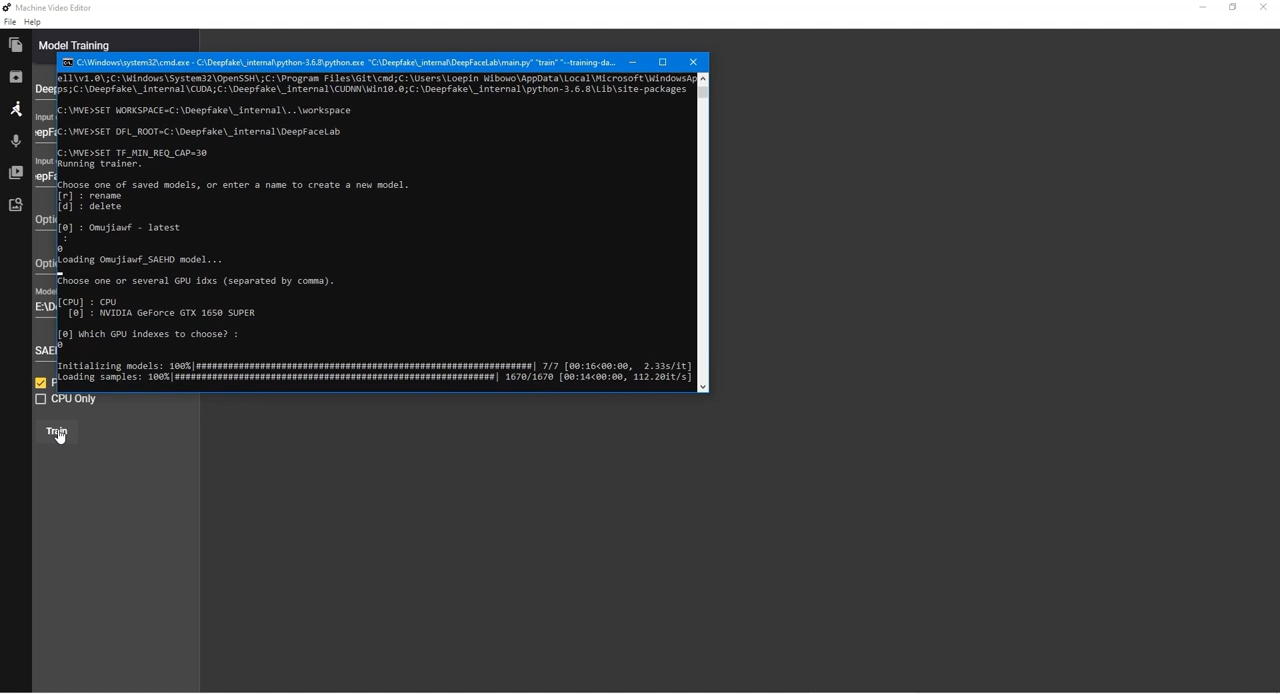 Machine Video Editor
File Help
Model Training
C:\Windows\system32\cmd.exe - C:\Deepfake\_internal\python-3.6.8\python.exe "C:\Deepfake\_internal\DeepFaceLab\main.py" "train" "--training-da...
ell\v1.0\;C:\Windows\System32\OpenSSH\;C:\Program Files\Git\cmd;C:\Users\Loepin Wibowo\AppData\Local\Microsoft\WindowsAp
Deep
ps;C:\Deepfake\_internal\CUDA;C:\Deepfake\_internal\CUDNN\Win10.0;C:\Deepfake\_internal\python-3.6.8\Lib\site-packages
C:\MVE>SET WORKSPACE=C:\Deepfake\_internal\..\workspace
Input
epF
C:\MVE>SET DFL_ROOT=C:\Deepfake\_internal\DeepFaceLab
C:\MVE>SET TF_MIN_REQ_CAP=30
Input
Running trainer.
epF
Choose one of saved models, or enter a name to create a new model.
[r] : rename
[d] : delete
Opti
[0] : Omujiawf - latest
:
0
Opti
Loading Omujiawf_SAEHD model...
Choose one or several GPU idxs (separated by comma).
Mode
E:\D
[CPU] : CPU
[0] : NVIDIA GeForce GTX 1650 SUPER
[0] Which GPU indexes to choose? :
0
SAE
Initializing models: 100%|################################################################| 7/7 [00:16<00:00, 2.33s/it]
Loading samples: 100%|############################################################| 1670/1670 [00:14<00:00, 112.20it/s]
P
CPU Only
Train